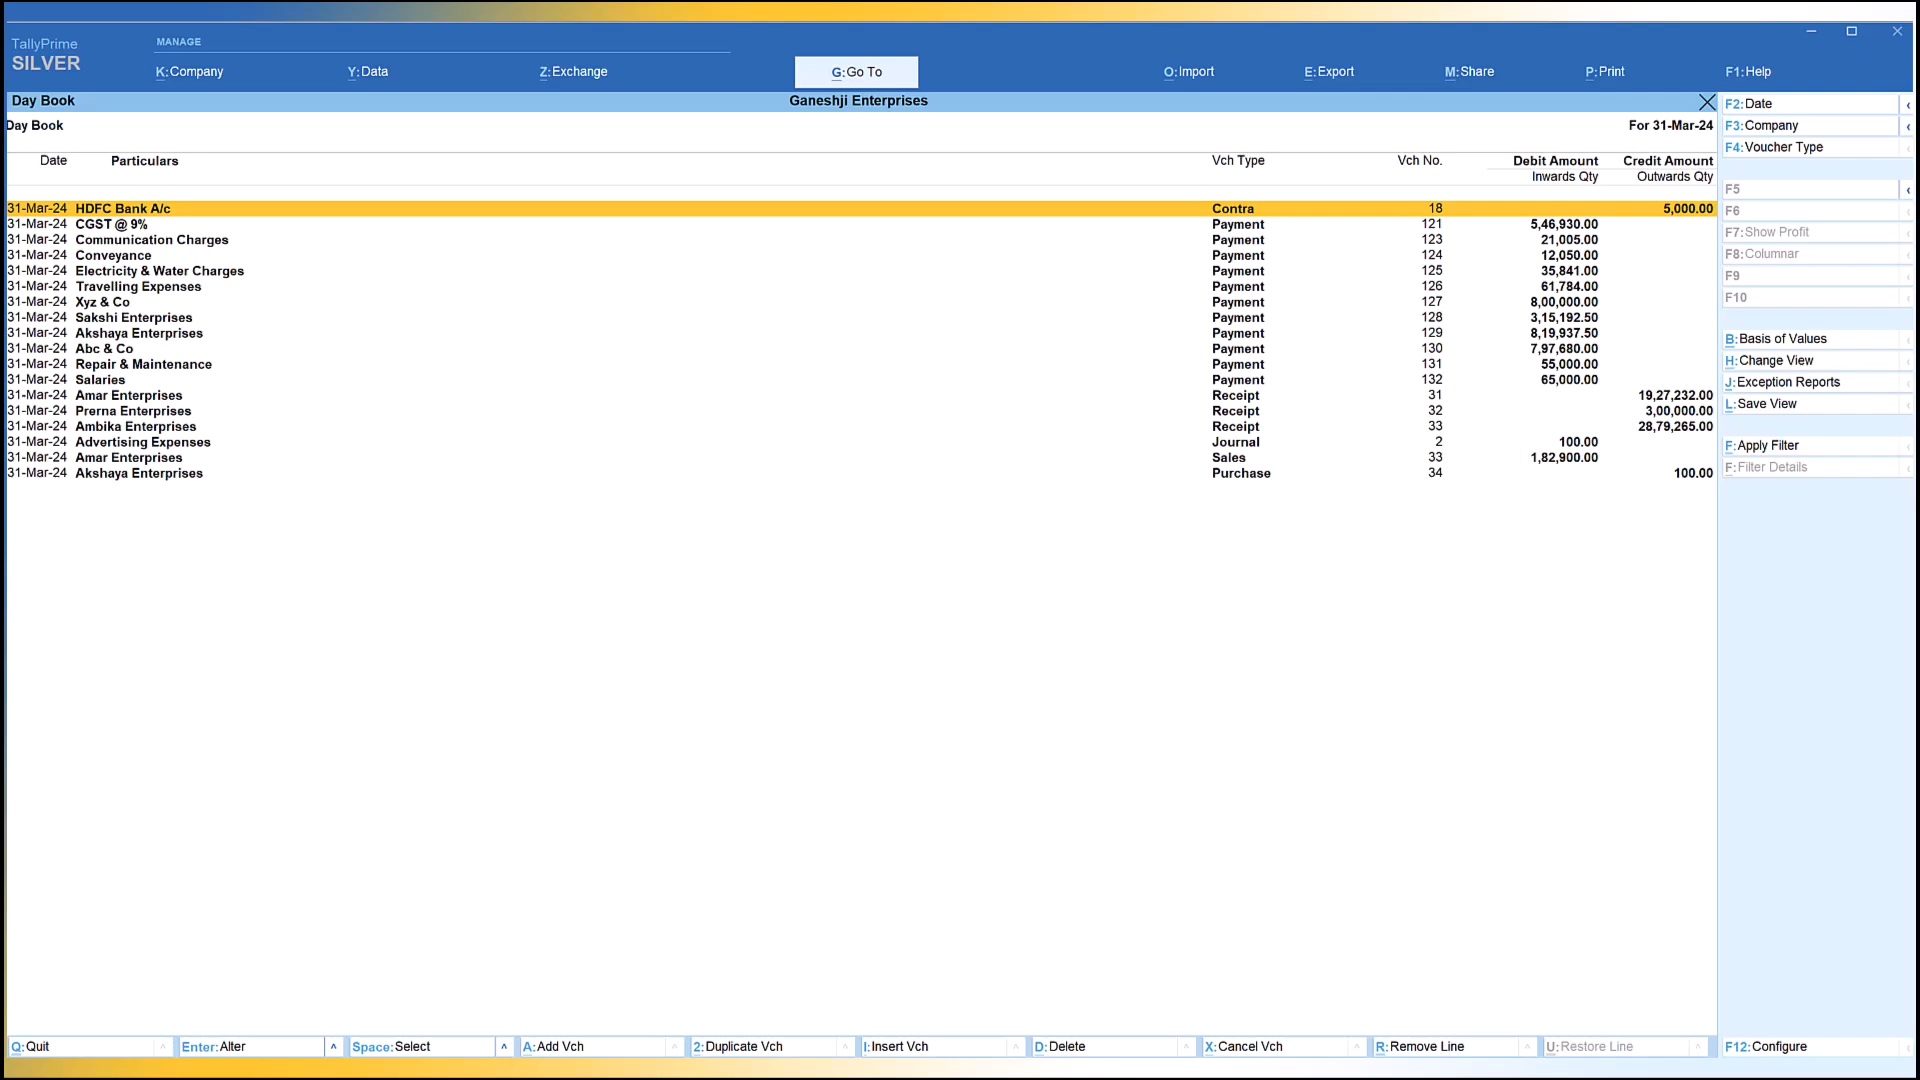 TallyPrime
SILVER
MANAGE
K:Company Y:Data Z:Exchange G:Go To O:Import E:Export M:Share P:Print F1:Help
Day Book Ganeshji Enterprises
Day Book For 31-Mar-24
Date Particulars Vch Type Vch No. Debit Amount Credit Amount
Inwards Qty Outwards Qty
31-Mar-24 HDFC Bank A/c Contra 18 5,000.00
31-Mar-24 CGST @ 9% Payment 121 5,46,930.00
31-Mar-24 Communication Charges Payment 123 21,005.00
31-Mar-24 Conveyance Payment 124 12,050.00
31-Mar-24 Electricity & Water Charges Payment 125 35,841.00
31-Mar-24 Travelling Expenses Payment 126 61,784.00
31-Mar-24 Xyz & Co Payment 127 8,00,000.00
31-Mar-24 Sakshi Enterprises Payment 128 3,15,192.50
31-Mar-24 Akshaya Enterprises Payment 129 8,19,937.50
31-Mar-24 Abc & Co Payment 130 7,97,680.00
31-Mar-24 Repair & Maintenance Payment 131 55,000.00
31-Mar-24 Salaries Payment 132 65,000.00
31-Mar-24 Amar Enterprises Receipt 31 19,27,232.00
31-Mar-24 Prerna Enterprises Receipt 32 3,00,000.00
31-Mar-24 Ambika Enterprises Receipt 33 28,79,265.00
31-Mar-24 Advertising Expenses Journal 2 100.00
31-Mar-24 Amar Enterprises Sales 33 1,82,900.00
31-Mar-24 Akshaya Enterprises Purchase 34 100.00
F2:Date
F3:Company
F4:Voucher Type
F5
F6
F7:Show Profit
F8:Columnar
F9
F10
B:Basis of Values
H:Change View
J:Exception Reports
L:Save View
F:Apply Filter
F:Filter Details
Q:Quit Enter:Alter Space:Select A:Add Vch 2:Duplicate Vch I:Insert Vch D:Delete X:Cancel Vch R:Remove Line U:Restore Line F12:Configure